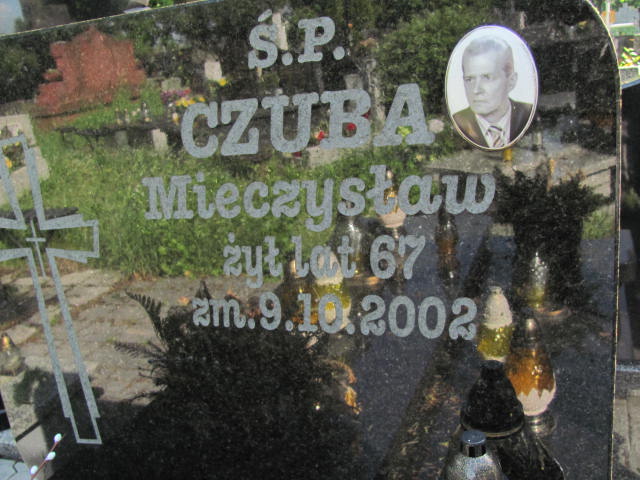 Ś.P.
CZUBA
Mieczysław
żył lat 67
zm.9.10.2002